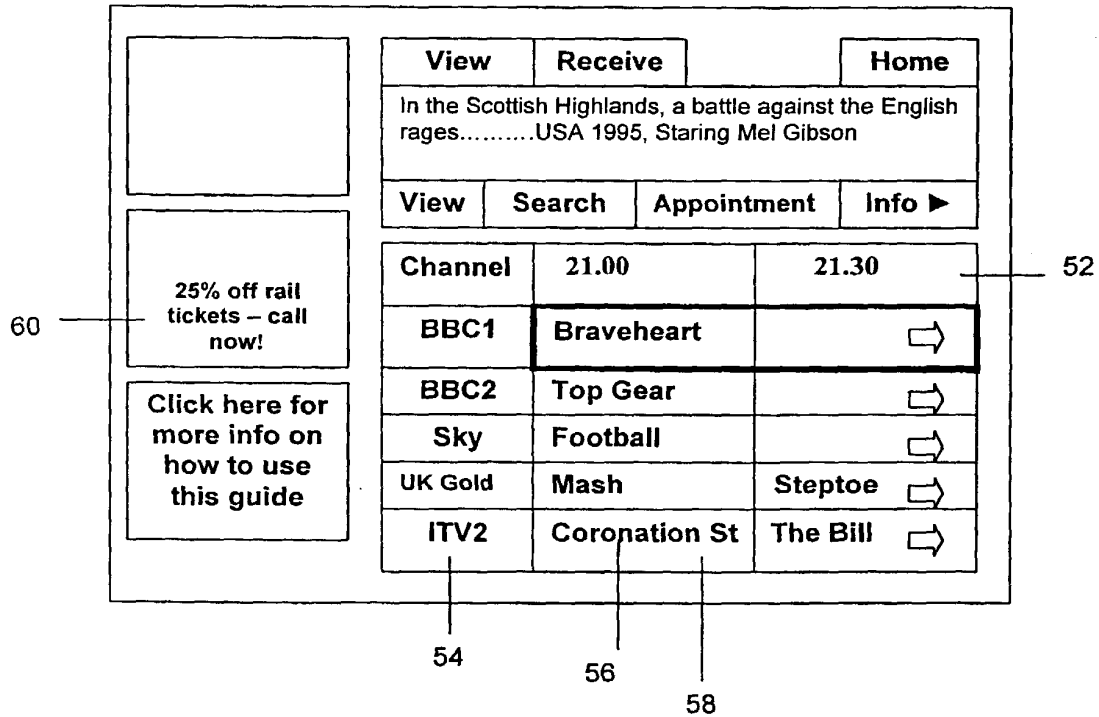 View Receive Home
In the Scottish Highlands, a battle against the English
rages..........USA 1995, Staring Mel Gibson
View Search Appointment Info ►
Channel 21.00 21.30
BBC1 Braveheart
BBC2 Top Gear
Sky Football
UK Gold Mash Steptoe
ITV2 Coronation St The Bill
25% off rail
tickets – call
now!
Click here for
more info on
how to use
this guide
52
60
54
56
58